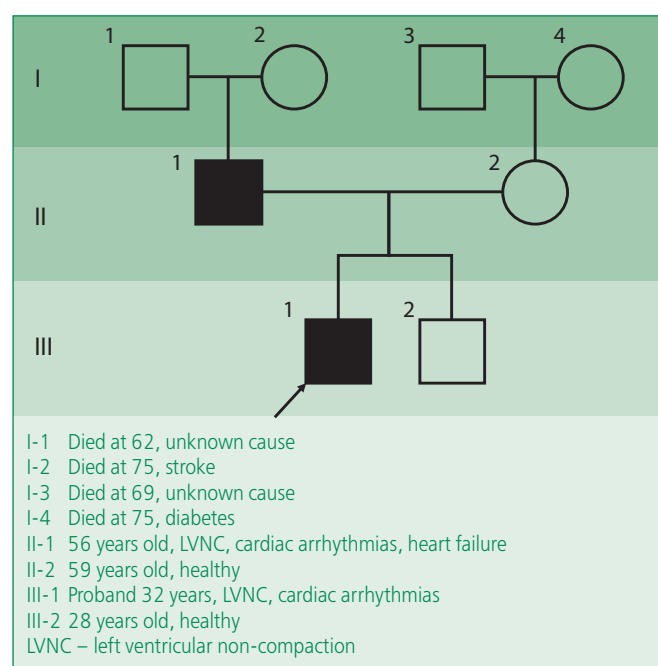 1 2 3 4
I
1 2
II
1 2
III
I-1 Died at 62, unknown cause
I-2 Died at 75, stroke
I-3 Died at 69, unknown cause
I-4 Died at 75, diabetes
II-1 56 years old, LVNC, cardiac arrhythmias, heart failure
II-2 59 years old, healthy
III-1 Proband 32 years, LVNC, cardiac arrhythmias
III-2 28 years old, healthy
LVNC – left ventricular non-compaction